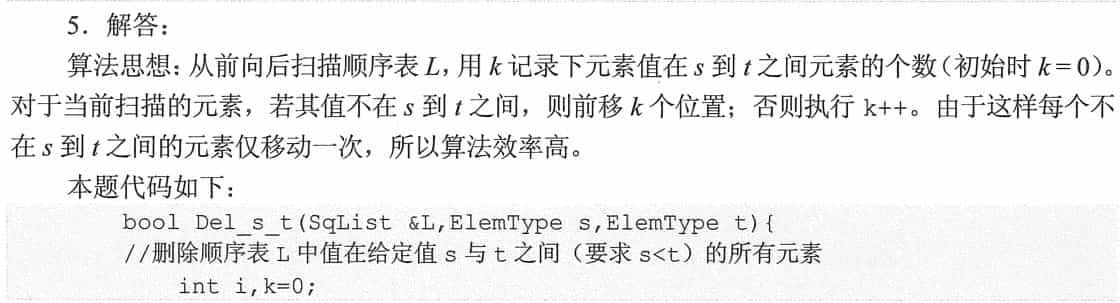 5．解答：
算法思想：从前向后扫描顺序表 L，用 k 记录下元素值在 s 到 t 之间元素的个数（初始时 k = 0）。
对于当前扫描的元素，若其值不在 s 到 t 之间，则前移 k 个位置；否则执行 k++。由于这样每个不
在 s 到 t 之间的元素仅移动一次，所以算法效率高。
本题代码如下：
bool Del_s_t(SqList &L,ElemType s,ElemType t){
//删除顺序表 L 中值在给定值 s 与 t 之间（要求 s<t）的所有元素
int i,k=0;